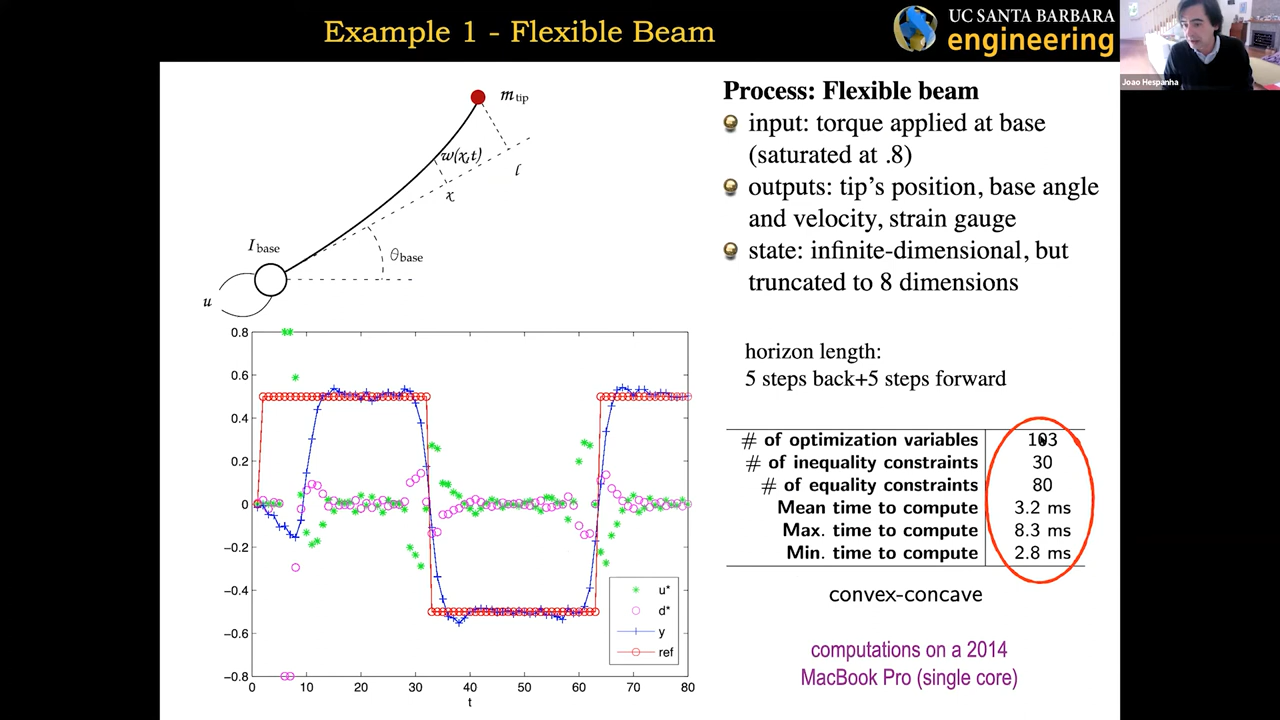 Example 1 - Flexible Beam
UC SANTA BARBARA
engineering
Joao Hespanha
m tip
w(x,t)
l
x
I base
θ base
u
Process: Flexible beam
input: torque applied at base
(saturated at .8)
outputs: tip's position, base angle
and velocity, strain gauge
state: infinite-dimensional, but
truncated to 8 dimensions
horizon length:
5 steps back+5 steps forward
# of optimization variables 103
# of inequality constraints 30
# of equality constraints 80
Mean time to compute 3.2 ms
Max. time to compute 8.3 ms
Min. time to compute 2.8 ms
convex-concave
computations on a 2014
MacBook Pro (single core)
0.8
0.6
0.4
0.2
0
-0.2
-0.4
-0.6
-0.8
u*
d*
y
ref
0 10 20 30 40 50 60 70 80
t